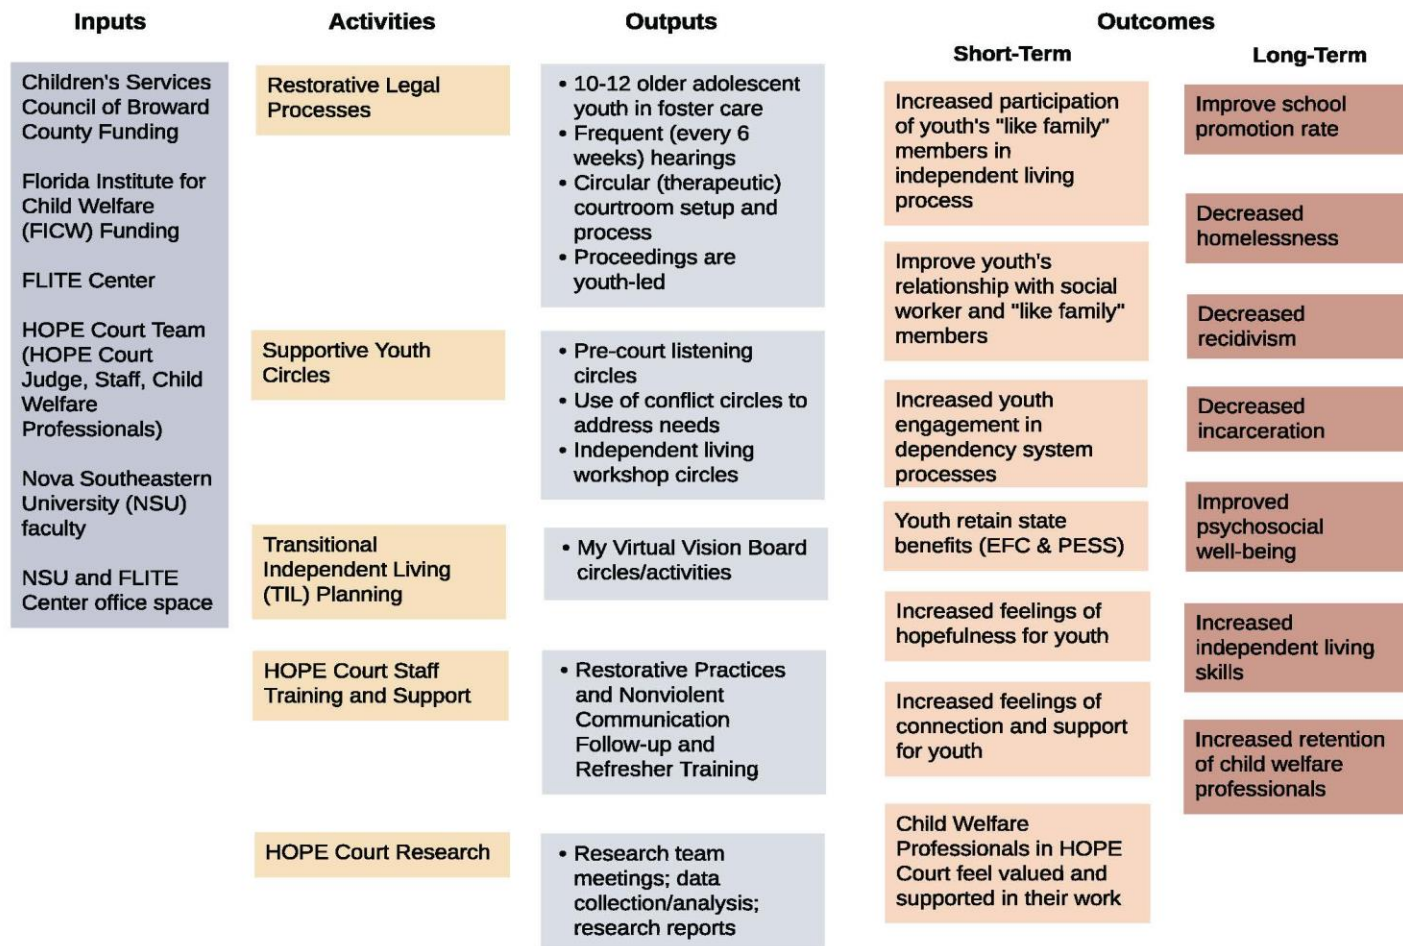 Inputs
Activities
Outputs
Outcomes
Short-Term
Long-Term
Children's Services
Council of Broward
County Funding
Florida Institute for
Child Welfare
(FICW) Funding
FLITE Center
HOPE Court Team
(HOPE Court
Judge, Staff, Child
Welfare
Professionals)
Nova Southeastern
University (NSU)
faculty
NSU and FLITE
Center office space
Restorative Legal
Processes
Supportive Youth
Circles
Transitional
Independent Living
(TIL) Planning
HOPE Court Staff
Training and Support
HOPE Court Research
• 10-12 older adolescent
youth in foster care
• Frequent (every 6
weeks) hearings
• Circular (therapeutic)
courtroom setup and
process
• Proceedings are
youth-led
• Pre-court listening
circles
• Use of conflict circles to
address needs
• Independent living
workshop circles
• My Virtual Vision Board
circles/activities
• Restorative Practices
and Nonviolent
Communication
Follow-up and
Refresher Training
• Research team
meetings; data
collection/analysis;
research reports
Increased participation
of youth's "like family"
members in
independent living
process
Improve youth's
relationship with social
worker and "like family"
members
Increased youth
engagement in
dependency system
processes
Youth retain state
benefits (EFC & PESS)
Increased feelings of
hopefulness for youth
Increased feelings of
connection and support
for youth
Child Welfare
Professionals in HOPE
Court feel valued and
supported in their work
Improve school
promotion rate
Decreased
homelessness
Decreased
recidivism
Decreased
incarceration
Improved
psychosocial
well-being
Increased
independent living
skills
Increased retention
of child welfare
professionals